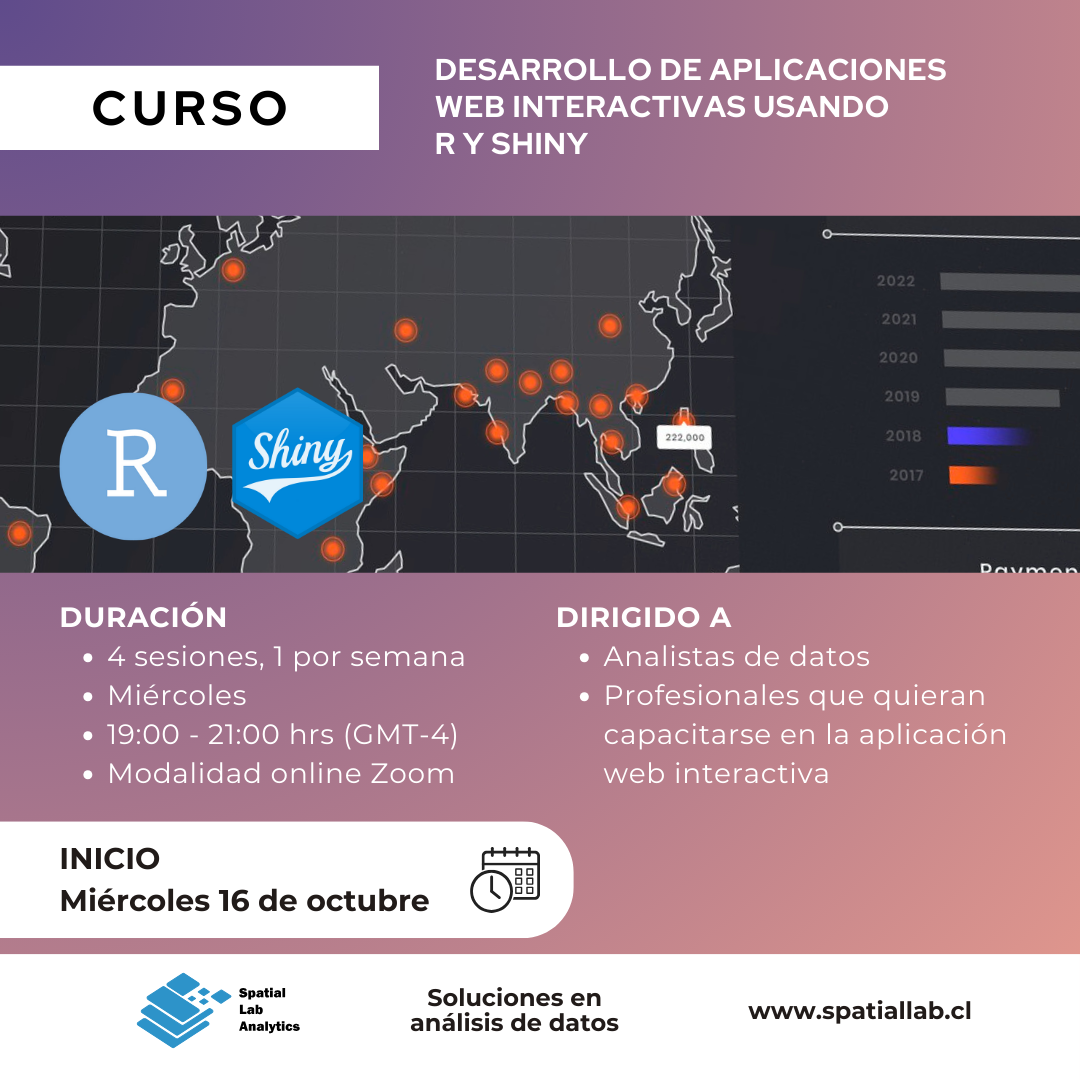 CURSO
DESARROLLO DE APLICACIONES
WEB INTERACTIVAS USANDO
R Y SHINY
2022
2021
2020
2019
2018
2017
222,000
R
Shiny
DURACIÓN
4 sesiones, 1 por semana
Miércoles
19:00 - 21:00 hrs (GMT-4)
Modalidad online Zoom
DIRIGIDO A
Analistas de datos
Profesionales que quieran
capacitarse en la aplicación
web interactiva
INICIO
Miércoles 16 de octubre
Spatial
Lab
Analytics
Soluciones en
análisis de datos
www.spatiallab.cl